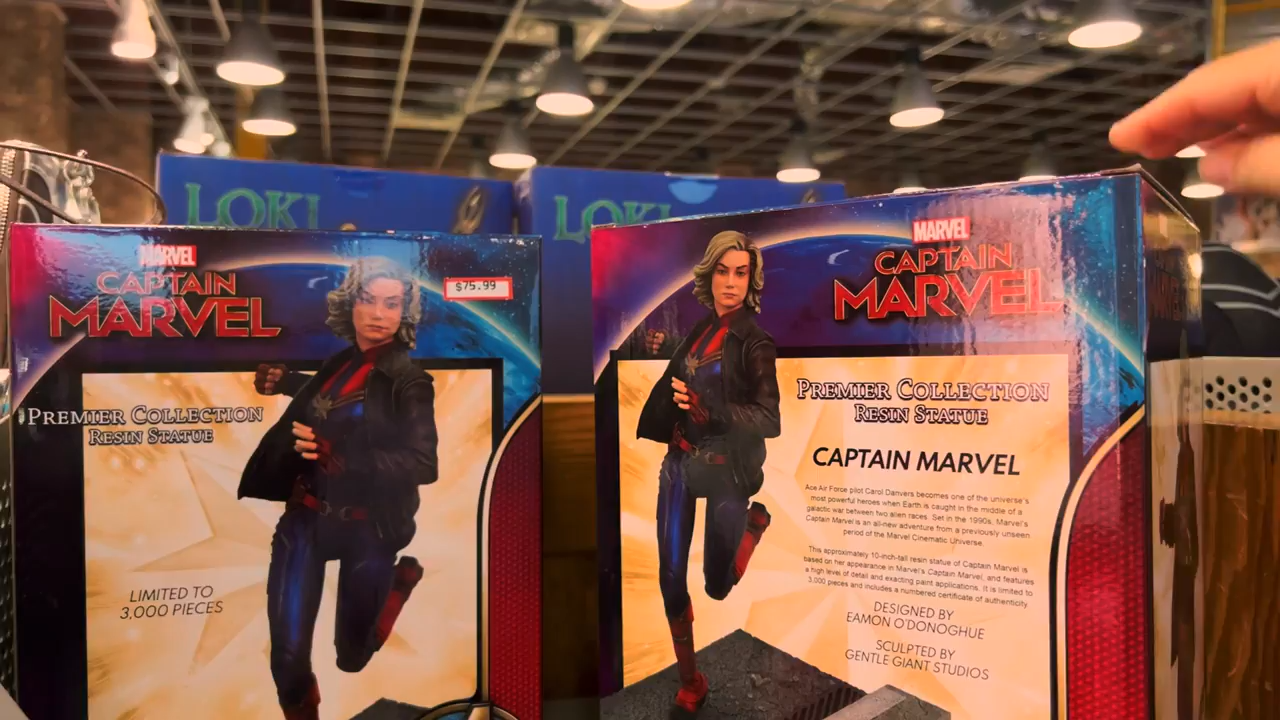 LOKI
LOKI
MARVEL
CAPTAIN
MARVEL
$75.99
PREMIER COLLECTION
RESIN STATUE
LIMITED TO
3,000 PIECES
MARVEL
CAPTAIN
MARVEL
PREMIER COLLECTION
RESIN STATUE
CAPTAIN MARVEL
Ace Air Force pilot Carol Danvers becomes one of the universe's
most powerful heroes when Earth is caught in the middle of a
galactic war between two alien races. Set in the 1990s, Marvel's
Captain Marvel is an all-new adventure from a previously unseen
period of the Marvel Cinematic Universe.
This approximately 10-inch-tall resin statue of Captain Marvel is
based on her appearance in Marvel's Captain Marvel, and features
a high level of detail and exacting paint applications. It is limited to
3,000 pieces and includes a numbered certificate of authenticity.
DESIGNED BY
EAMON O'DONOGHUE
SCULPTED BY
GENTLE GIANT STUDIOS